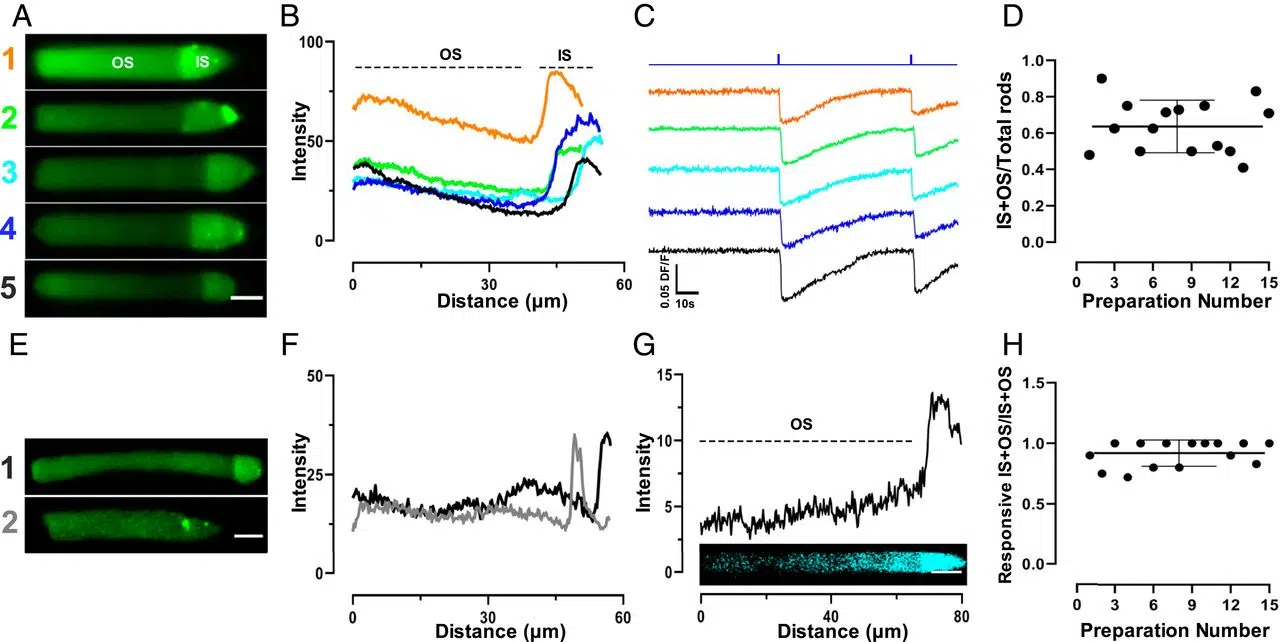 A
1
OS
IS
2
3
4
5
B
100
50
0
Intensity
OS
IS
0
30
60
Distance (µm)
C
0.05 DF/F
10s
D
1.0
0.8
0.6
0.4
0.2
0.0
IS+OS/Total rods
0 3 6 9 12 15
Preparation Number
E
1
2
F
50
25
0
Intensity
0
30
60
Distance (µm)
G
15
10
5
0
Intensity
OS
0
40
80
Distance (µm)
H
1.5
1.0
0.5
0.0
Responsive IS+OS/IS+OS
0 3 6 9 12 15
Preparation Number